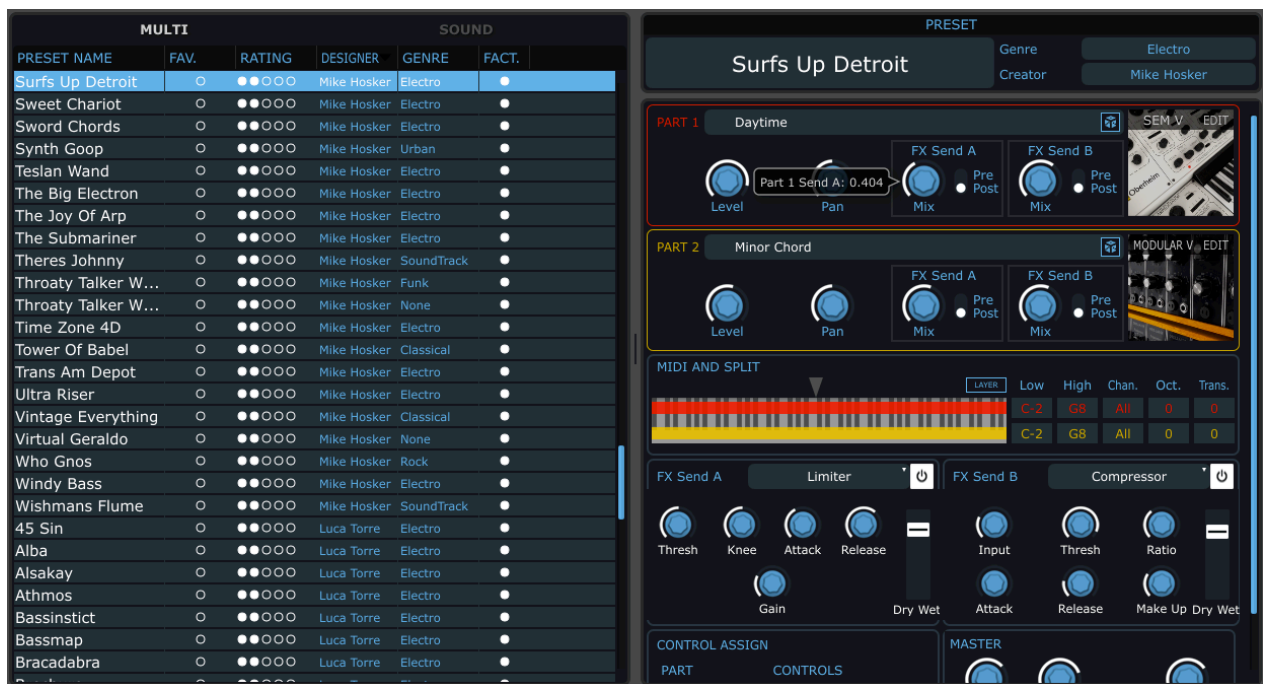 MULTI SOUND
PRESET NAME FAV. RATING DESIGNER GENRE FACT.
Surfs Up Detroit Mike Hosker Electro
Sweet Chariot Mike Hosker Electro
Sword Chords Mike Hosker Electro
Synth Goop Mike Hosker Urban
Teslan Wand Mike Hosker Electro
The Big Electron Mike Hosker Electro
The Joy Of Arp Mike Hosker Electro
The Submariner Mike Hosker Electro
Theres Johnny Mike Hosker SoundTrack
Throaty Talker W... Mike Hosker Funk
Throaty Talker W... Mike Hosker None
Time Zone 4D Mike Hosker Electro
Tower Of Babel Mike Hosker Classical
Trans Am Depot Mike Hosker Electro
Ultra Riser Mike Hosker Electro
Vintage Everything Mike Hosker Classical
Virtual Geraldo Mike Hosker None
Who Gnos Mike Hosker Rock
Windy Bass Mike Hosker Electro
Wishmans Flume Mike Hosker SoundTrack
45 Sin Luca Torre Electro
Alba Luca Torre Electro
Alsakay Luca Torre Electro
Athmos Luca Torre Electro
Bassinstict Luca Torre Electro
Bassmap Luca Torre Electro
Bracadabra Luca Torre Electro
PRESET
Surfs Up Detroit
Genre Electro
Creator Mike Hosker
PART 1 Daytime SEM V EDIT
FX Send A FX Send B
Part 1 Send A: 0.404
Pre Pre
Post Post
Level Pan Mix Mix
Oberheim
PART 2 Minor Chord MODULAR V EDIT
FX Send A FX Send B
Pre Pre
Post Post
Level Pan Mix Mix
MIDI AND SPLIT
LAYER Low High Chan. Oct. Trans.
C-2 G8 All 0 0
C-2 G8 All 0 0
FX Send A Limiter FX Send B Compressor
Thresh Knee Attack Release Input Thresh Ratio
Gain Dry Wet Attack Release Make Up Dry Wet
CONTROL ASSIGN MASTER
PART CONTROLS